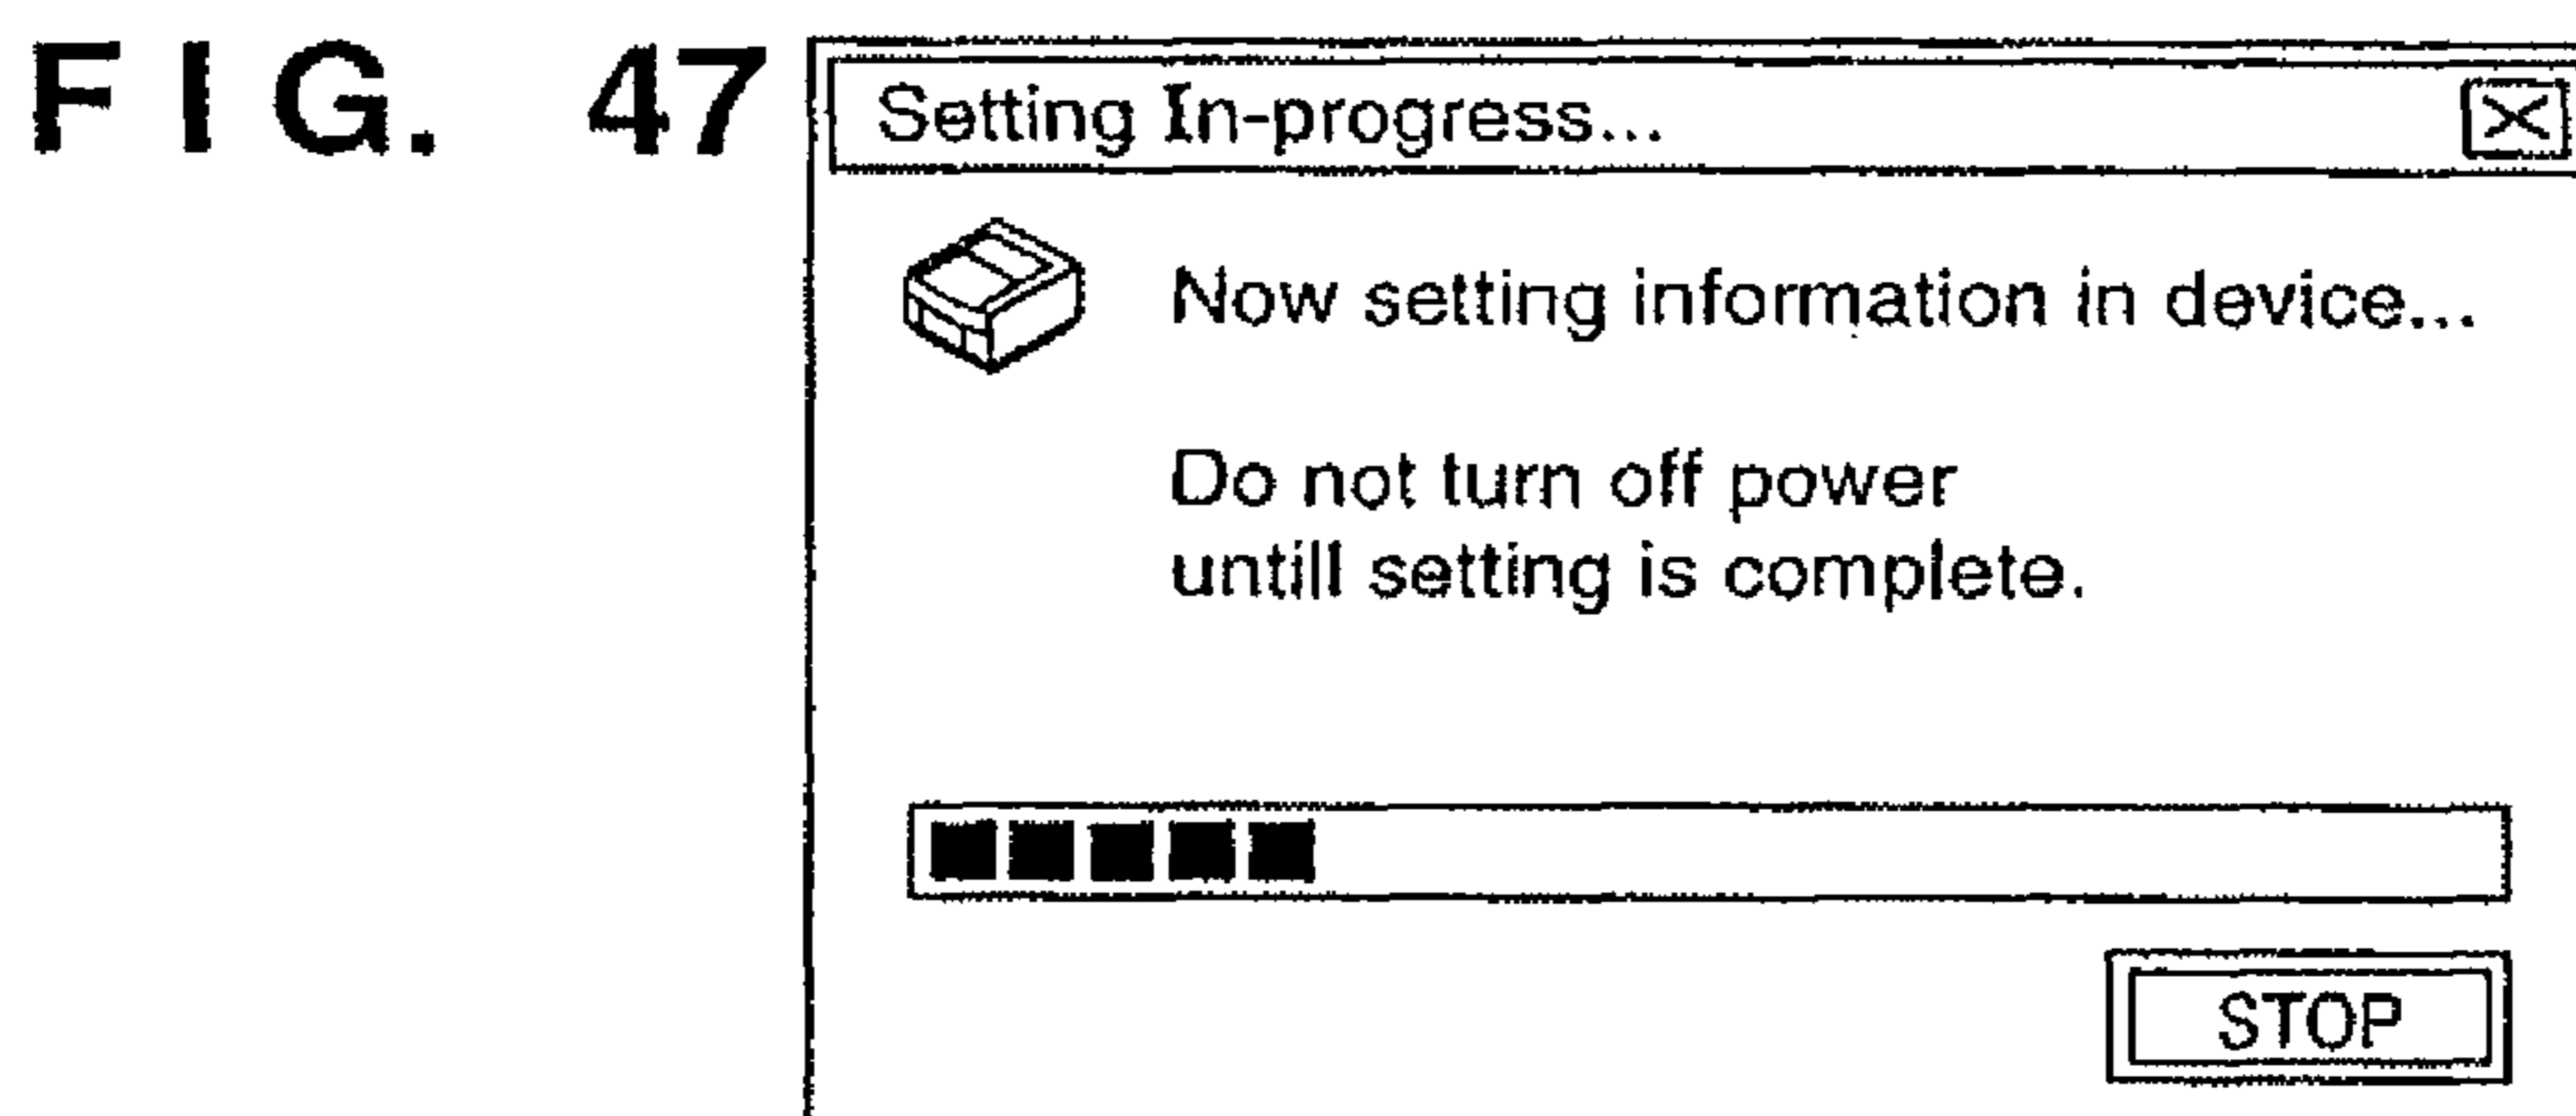 FIG. 47
Setting In-progress...
Now setting information in device...
Do not turn off power
untill setting is complete.
STOP